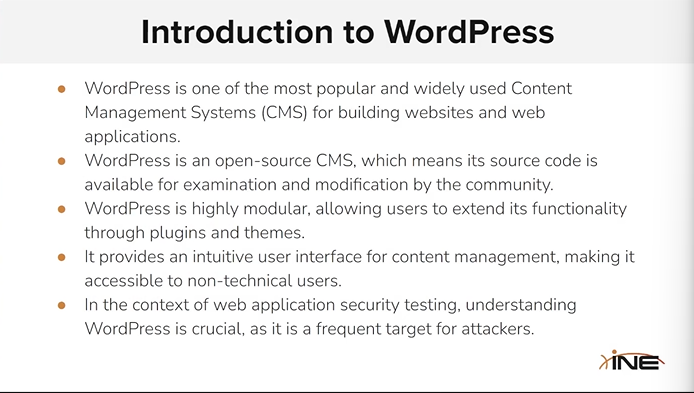 Introduction to WordPress
● WordPress is one of the most popular and widely used Content
Management Systems (CMS) for building websites and web
applications.
● WordPress is an open-source CMS, which means its source code is
available for examination and modification by the community.
● WordPress is highly modular, allowing users to extend its functionality
through plugins and themes.
● It provides an intuitive user interface for content management, making it
accessible to non-technical users.
● In the context of web application security testing, understanding
WordPress is crucial, as it is a frequent target for attackers.
INE